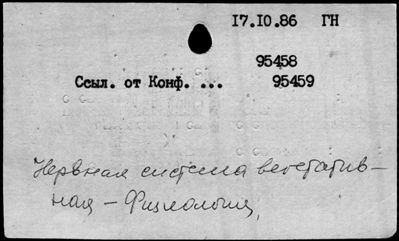 17.10.86 ГН
95458
Ссыл. от Конф. ... 95459
Нервная система вегетатив-
ная – Физиология,